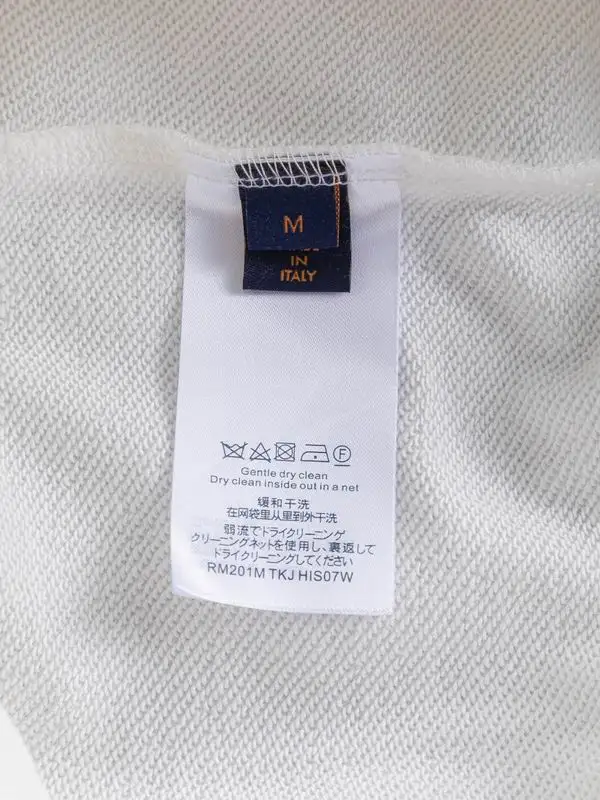 M
IN
ITALY
Gentle dry clean
Dry clean inside out in a net
缓和干洗
在网袋里从里到外干洗
弱流でドライクリーニング
クリーニングネットを使用し、裏返して
ドライクリーニングしてください
RM201M TKJ HIS07W